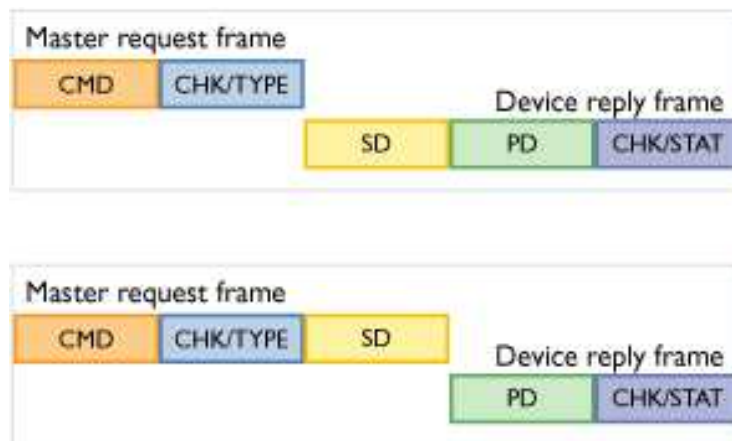 Master request frame
CMD CHK/TYPE
Device reply frame
SD PD CHK/STAT
Master request frame
CMD CHK/TYPE SD
Device reply frame
PD CHK/STAT